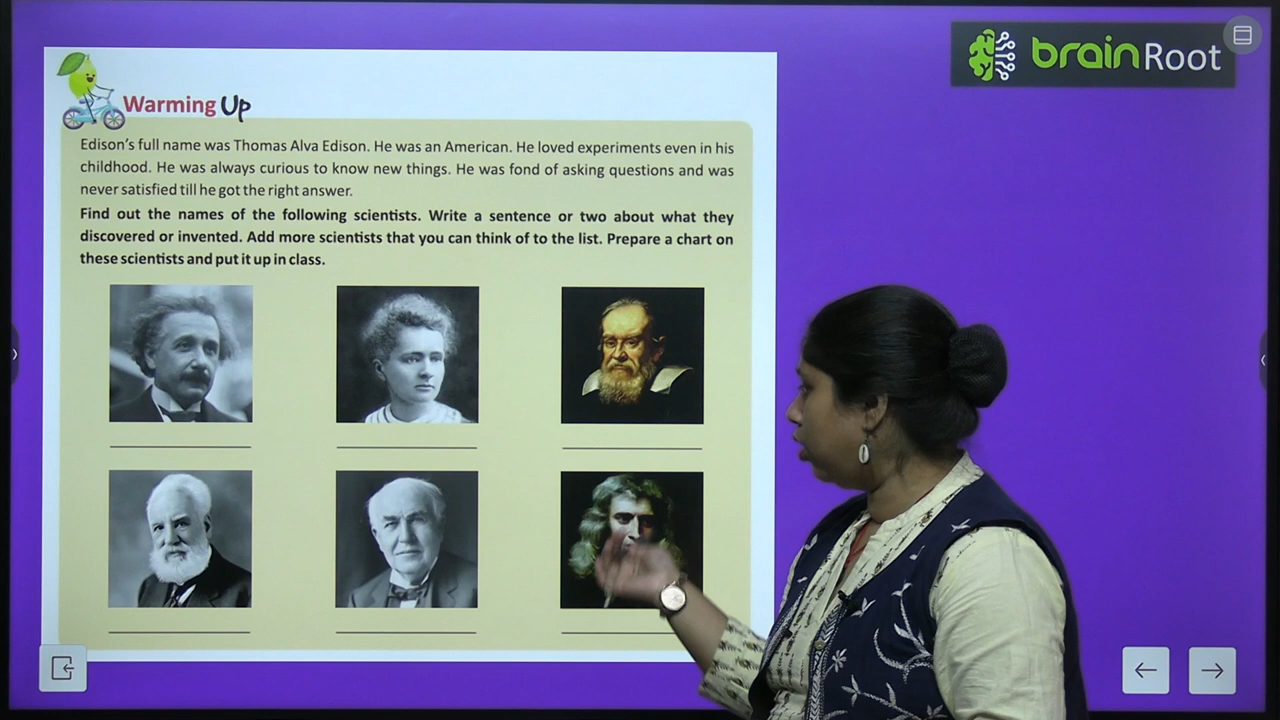 brainRoot
Warming Up
Edison's full name was Thomas Alva Edison. He was an American. He loved experiments even in his
childhood. He was always curious to know new things. He was fond of asking questions and was
never satisfied till he got the right answer.
Find out the names of the following scientists. Write a sentence or two about what they
discovered or invented. Add more scientists that you can think of to the list. Prepare a chart on
these scientists and put it up in class.